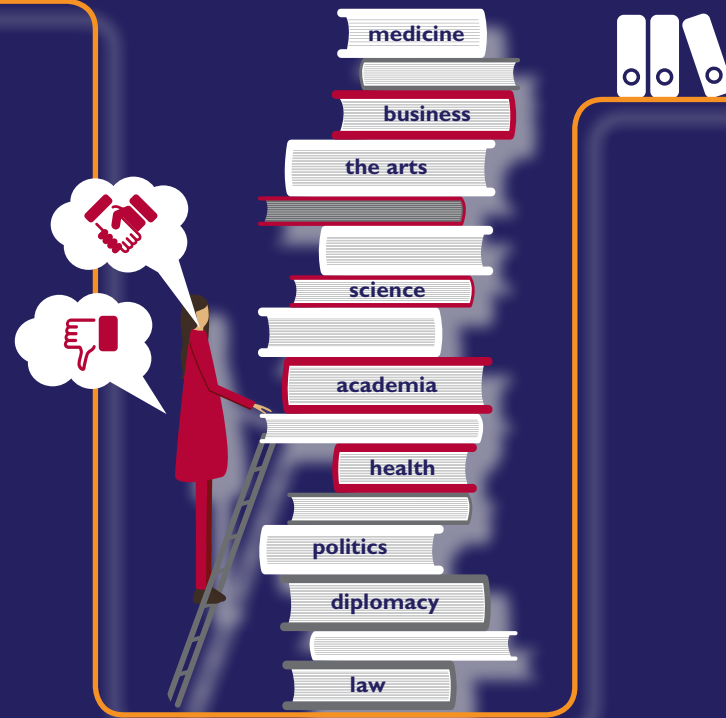 medicine
business
the arts
science
academia
health
politics
diplomacy
law